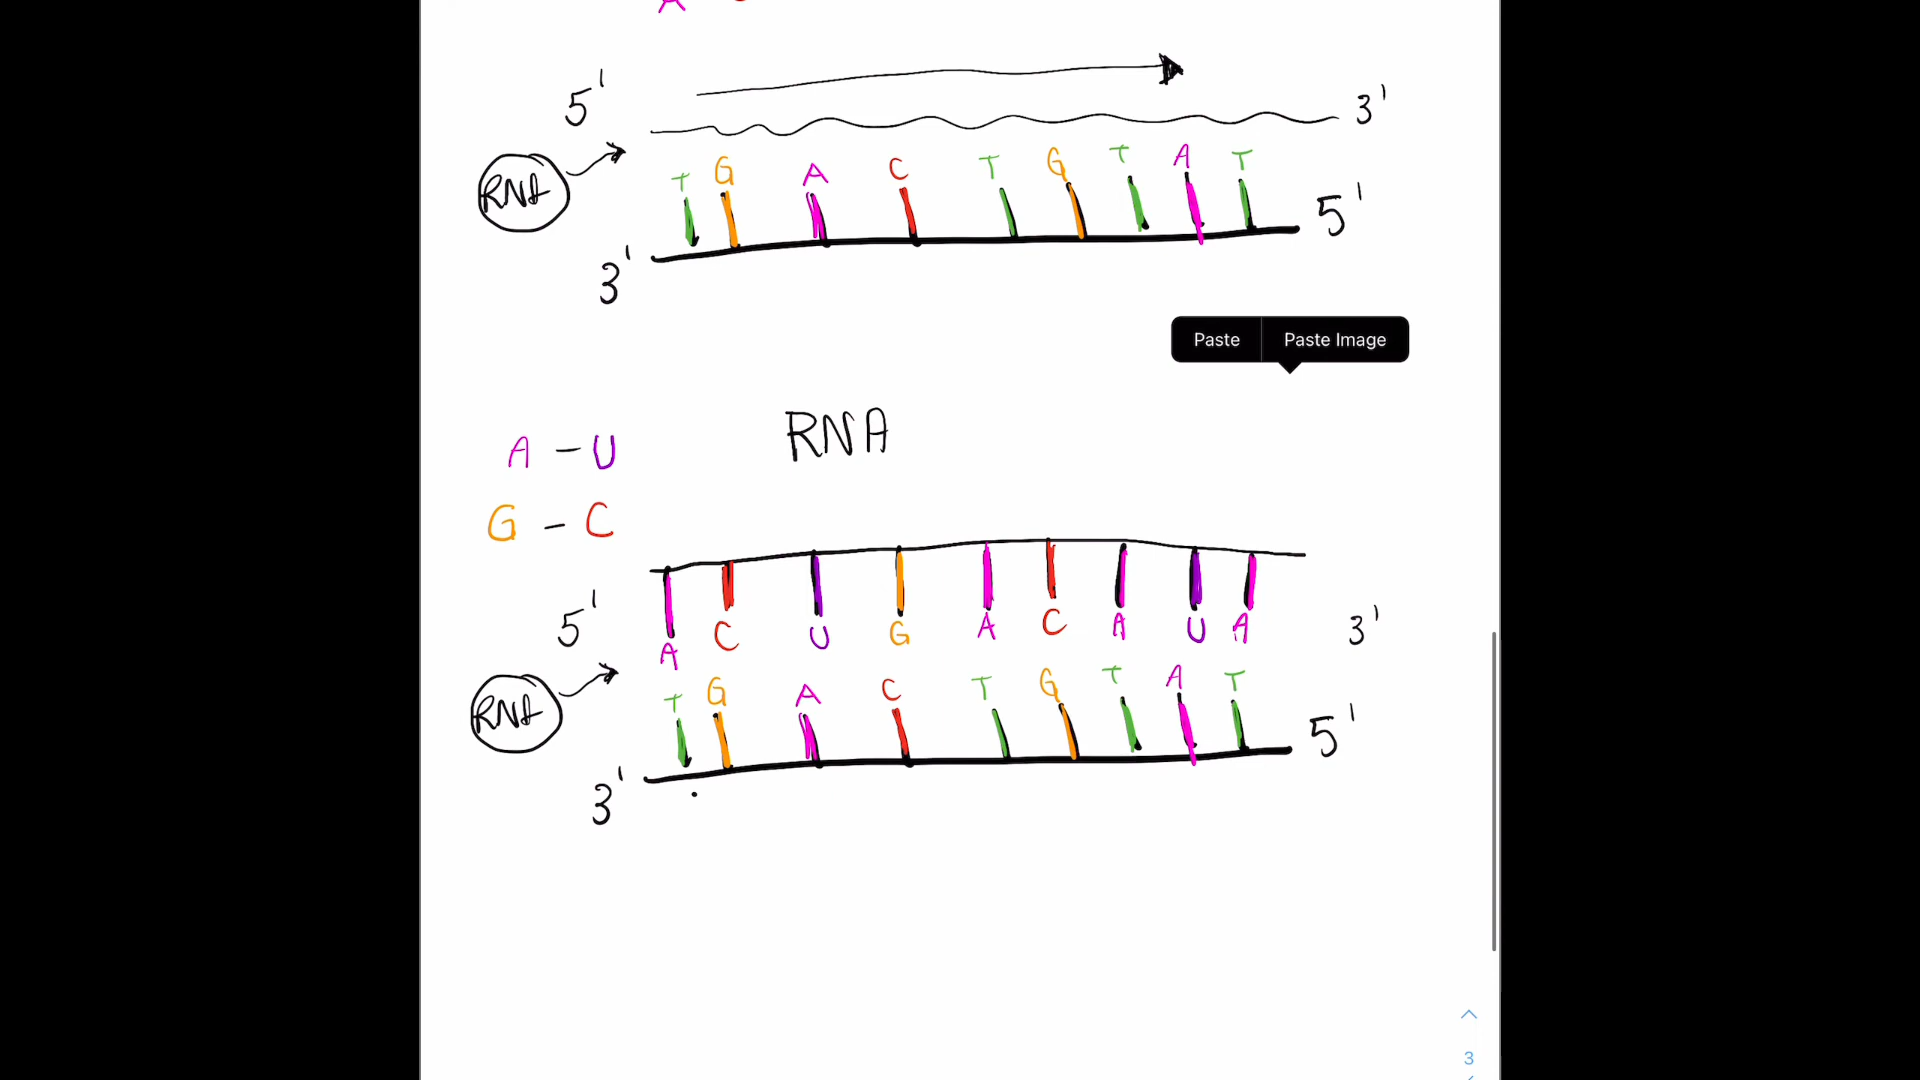 A
5' 3'
RNA T G A C T G T A T
3' 5'
Paste Paste Image
RNA
A - U
G - C
5' A C U G A C A U A 3'
RNA T G A C T G T A T
3' 5'
3